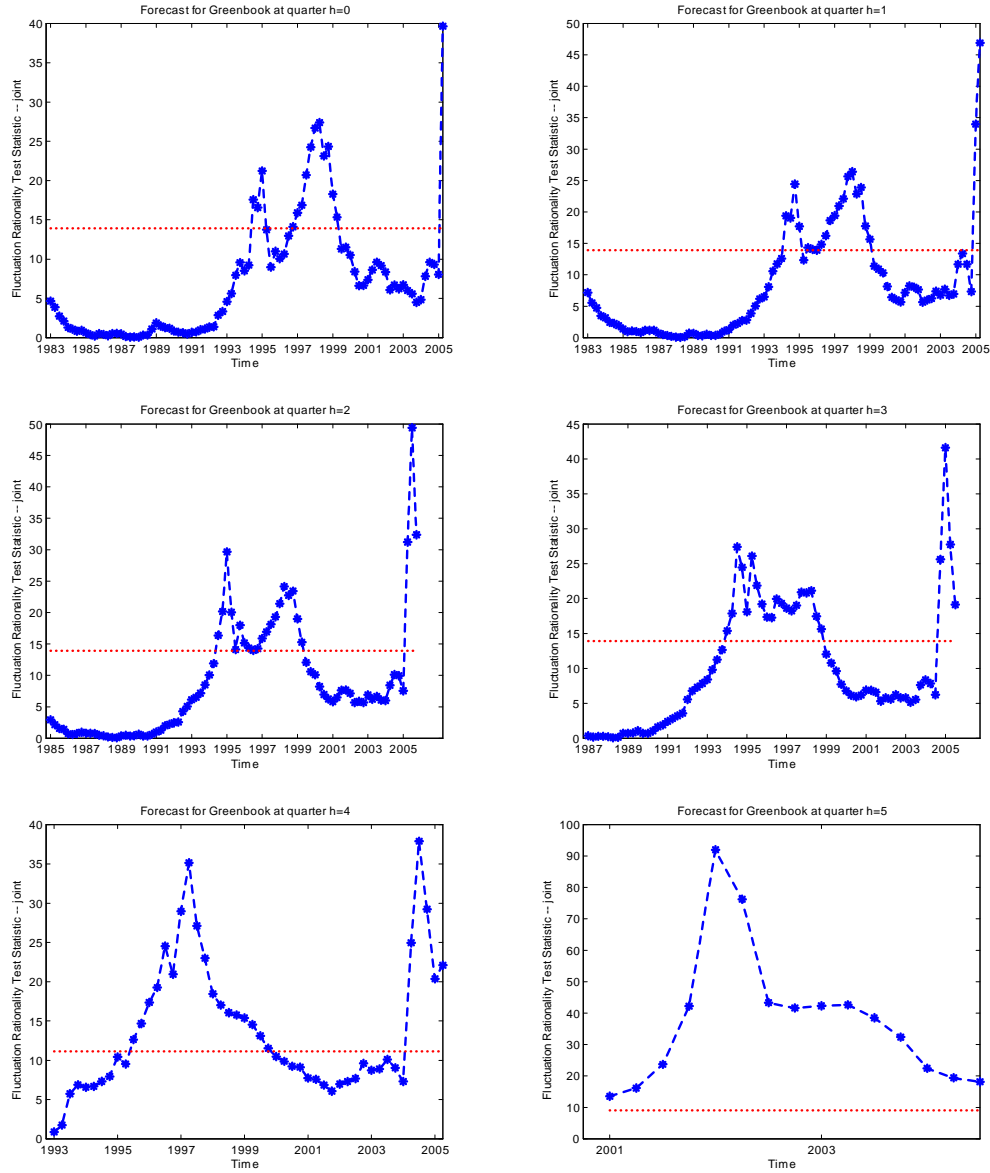 Forecast for Greenbook at quarter h=0
Fluctuation Rationality Test Statistic -- joint
40
35
30
25
20
15
10
5
0
1983 1985 1987 1989 1991 1993 1995 1997 1999 2001 2003 2005
Time
Forecast for Greenbook at quarter h=1
Fluctuation Rationality Test Statistic -- joint
50
45
40
35
30
25
20
15
10
5
0
1983 1985 1987 1989 1991 1993 1995 1997 1999 2001 2003 2005
Time
Forecast for Greenbook at quarter h=2
Fluctuation Rationality Test Statistic -- joint
50
45
40
35
30
25
20
15
10
5
0
1985 1987 1989 1991 1993 1995 1997 1999 2001 2003 2005
Time
Forecast for Greenbook at quarter h=3
Fluctuation Rationality Test Statistic -- joint
45
40
35
30
25
20
15
10
5
0
1987 1989 1991 1993 1995 1997 1999 2001 2003 2005
Time
Forecast for Greenbook at quarter h=4
Fluctuation Rationality Test Statistic -- joint
40
35
30
25
20
15
10
5
0
1993 1995 1997 1999 2001 2003 2005
Time
Forecast for Greenbook at quarter h=5
Fluctuation Rationality Test Statistic -- joint
100
90
80
70
60
50
40
30
20
10
0
2001 2003
Time